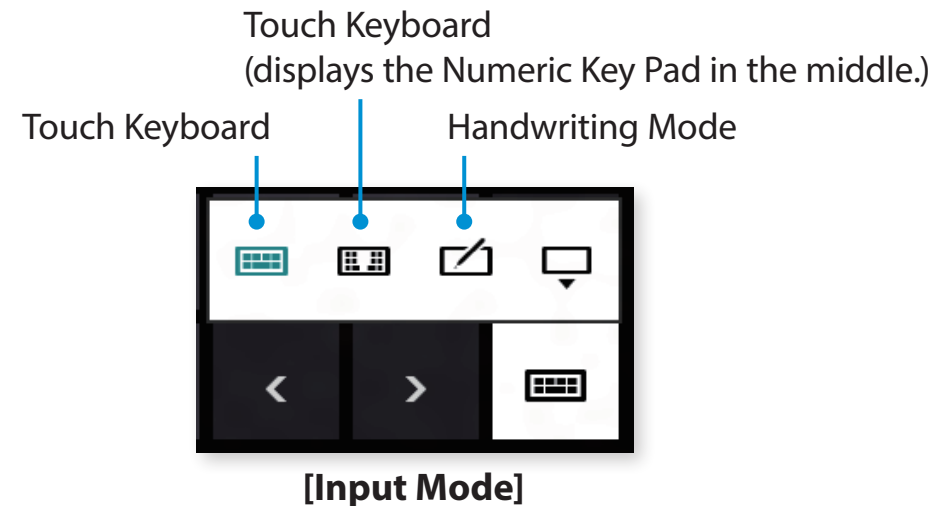 Touch Keyboard
(displays the Numeric Key Pad in the middle.)
Touch Keyboard
Handwriting Mode
[Input Mode]